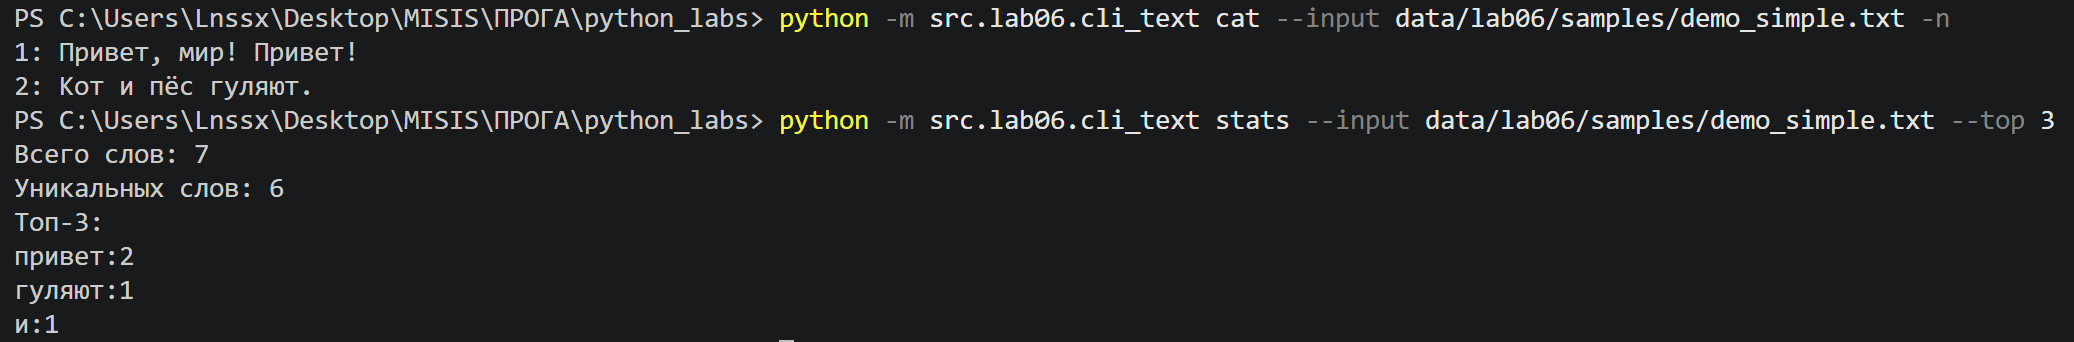 PS C:\Users\Lnssx\Desktop\MISIS\ПРОГА\python_labs> python -m src.lab06.cli_text cat --input data/lab06/samples/demo_simple.txt -n
1: Привет, мир! Привет!
2: Кот и пёс гуляют.
PS C:\Users\Lnssx\Desktop\MISIS\ПРОГА\python_labs> python -m src.lab06.cli_text stats --input data/lab06/samples/demo_simple.txt --top 3
Всего слов: 7
Уникальных слов: 6
Топ-3:
привет:2
гуляют:1
и:1